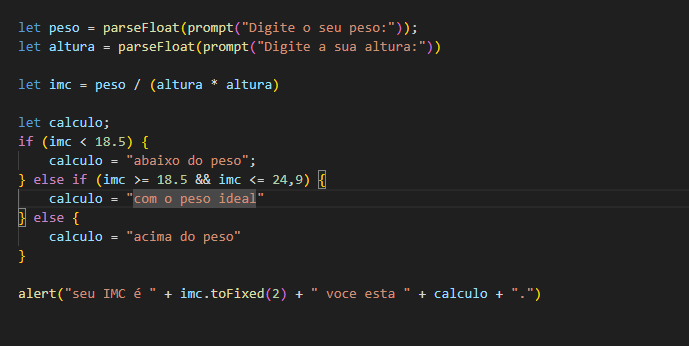 let peso = parseFloat(prompt("Digite o seu peso:"));
let altura = parseFloat(prompt("Digite a sua altura:"))
let imc = peso / (altura * altura)
let calculo;
if (imc < 18.5) {
    calculo = "abaixo do peso";
} else if (imc >= 18.5 && imc <= 24,9) {
    calculo = "com o peso ideal"
} else {
    calculo = "acima do peso"
}
alert("seu IMC é " + imc.toFixed(2) + " voce esta " + calculo + ".")